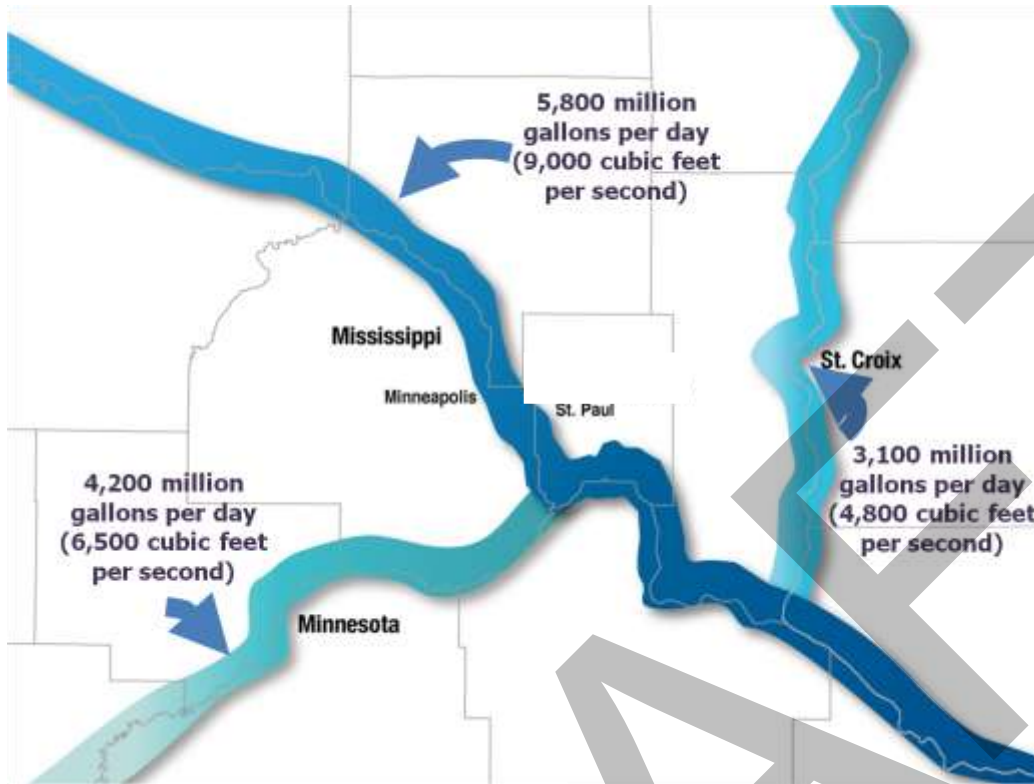 5,800 million
gallons per day
(9,000 cubic feet
per second)
Mississippi
Minneapolis
St. Paul
St. Croix
4,200 million
gallons per day
(6,500 cubic feet
per second)
3,100 million
gallons per day
(4,800 cubic feet
per second)
Minnesota